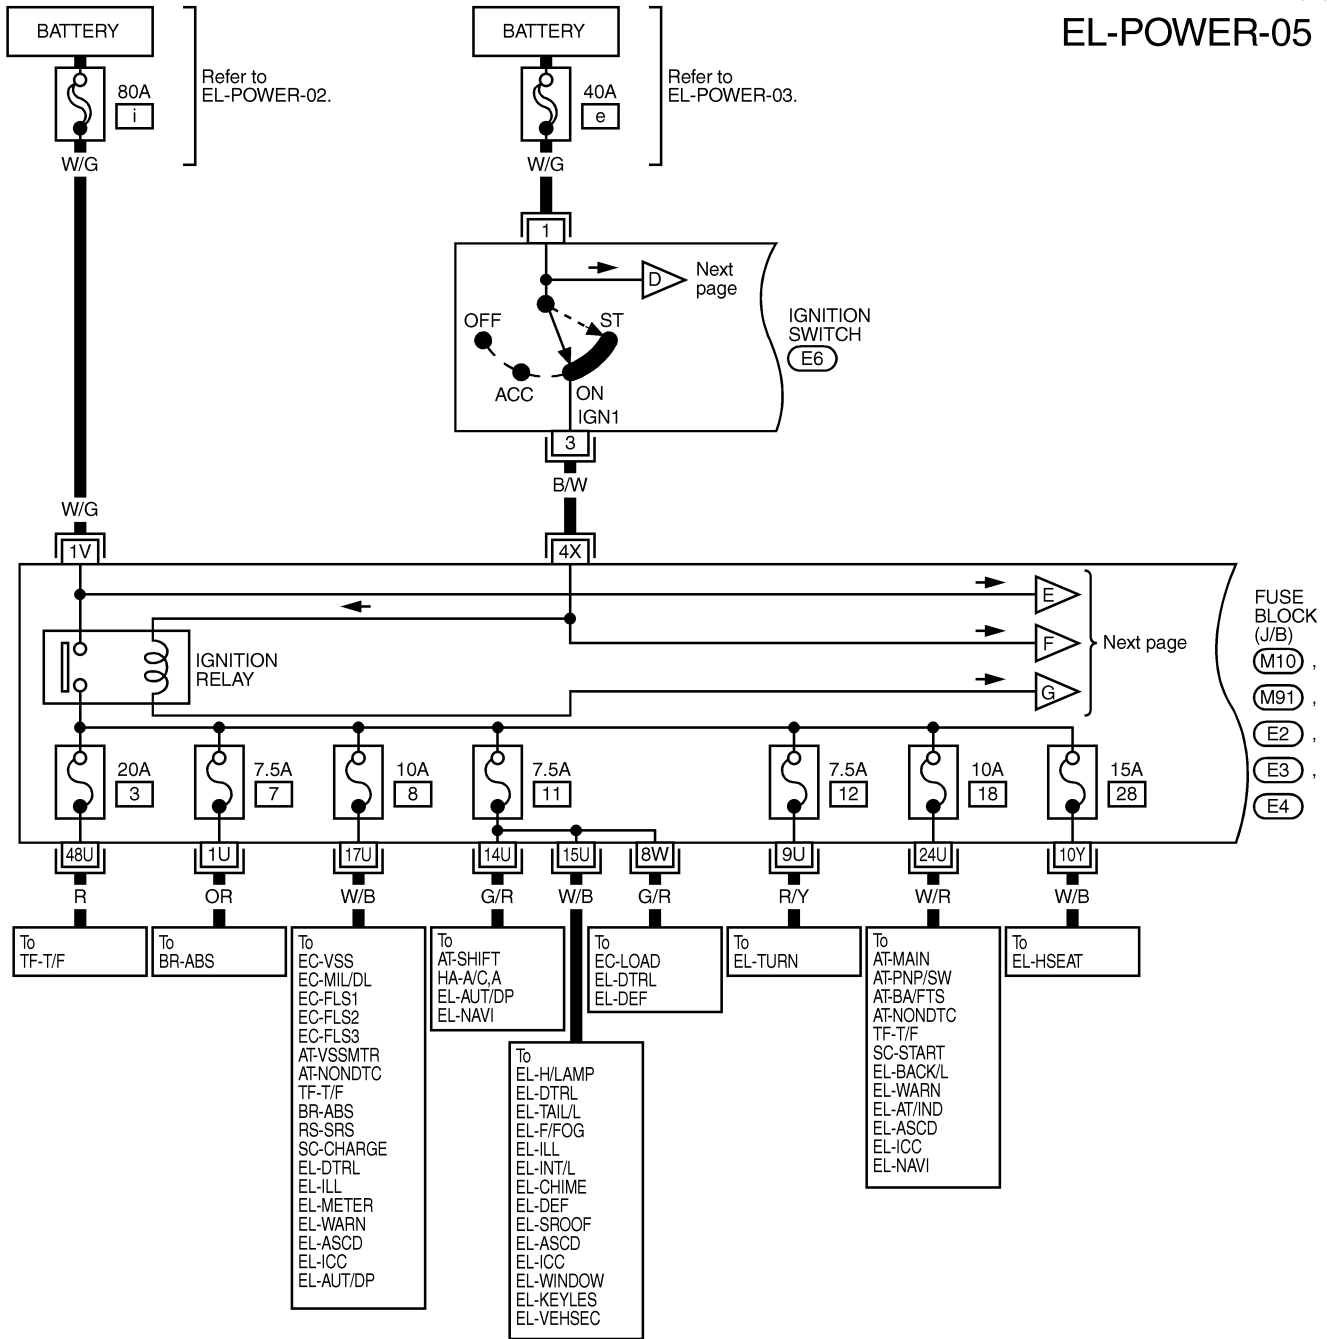 EL-POWER-05
BATTERY
80A
i
W/G
Refer to
EL-POWER-02.
BATTERY
40A
e
W/G
Refer to
EL-POWER-03.
1
D
Next
page
OFF
ST
ACC
ON
IGN1
IGNITION
SWITCH
E6
3
B/W
W/G
1V
4X
E
F
G
Next page
IGNITION
RELAY
FUSE
BLOCK
(J/B)
M10 ,
M91 ,
E2 ,
E3 ,
E4
20A
3
7.5A
7
10A
8
7.5A
11
7.5A
12
10A
18
15A
28
48U
1U
17U
14U
15U
8W
9U
24U
10Y
R
OR
W/B
G/R
W/B
G/R
R/Y
W/R
W/B
To
TF-T/F
To
BR-ABS
To
EC-VSS
EC-MIL/DL
EC-FLS1
EC-FLS2
EC-FLS3
AT-VSSMTR
AT-NONDTC
TF-T/F
BR-ABS
RS-SRS
SC-CHARGE
EL-DTRL
EL-ILL
EL-METER
EL-WARN
EL-ASCD
EL-ICC
EL-AUT/DP
To
AT-SHIFT
HA-A/C,A
EL-AUT/DP
EL-NAVI
To
EL-H/LAMP
EL-DTRL
EL-TAIL/L
EL-F/FOG
EL-ILL
EL-INT/L
EL-CHIME
EL-DEF
EL-SROOF
EL-ASCD
EL-ICC
EL-WINDOW
EL-KEYLES
EL-VEHSEC
To
EC-LOAD
EL-DTRL
EL-DEF
To
EL-TURN
To
AT-MAIN
AT-PNP/SW
AT-BA/FTS
AT-NONDTC
TF-T/F
SC-START
EL-BACK/L
EL-WARN
EL-AT/IND
EL-ASCD
EL-ICC
EL-NAVI
To
EL-HSEAT